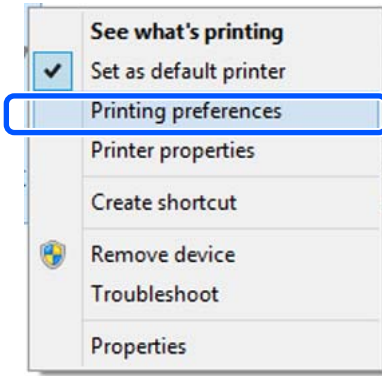 See what's printing
Set as default printer
Printing preferences
Printer properties
Create shortcut
Remove device
Troubleshoot
Properties